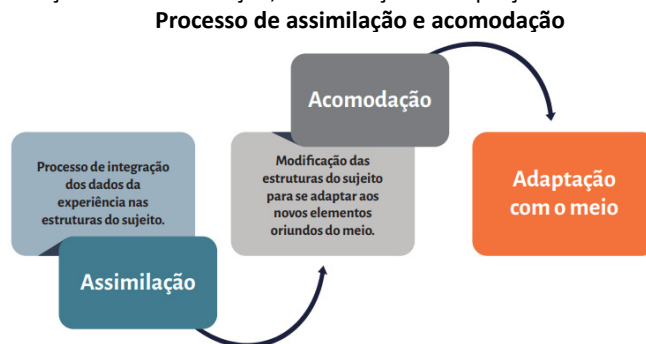 Processo de assimilação e acomodação
Acomodação
Processo de integração
dos dados da
experiência nas
estruturas do sujeito.
Assimilação
Modificação das
estruturas do sujeito
para se adaptar aos
novos elementos
oriundos do meio.
Adaptação
com o meio